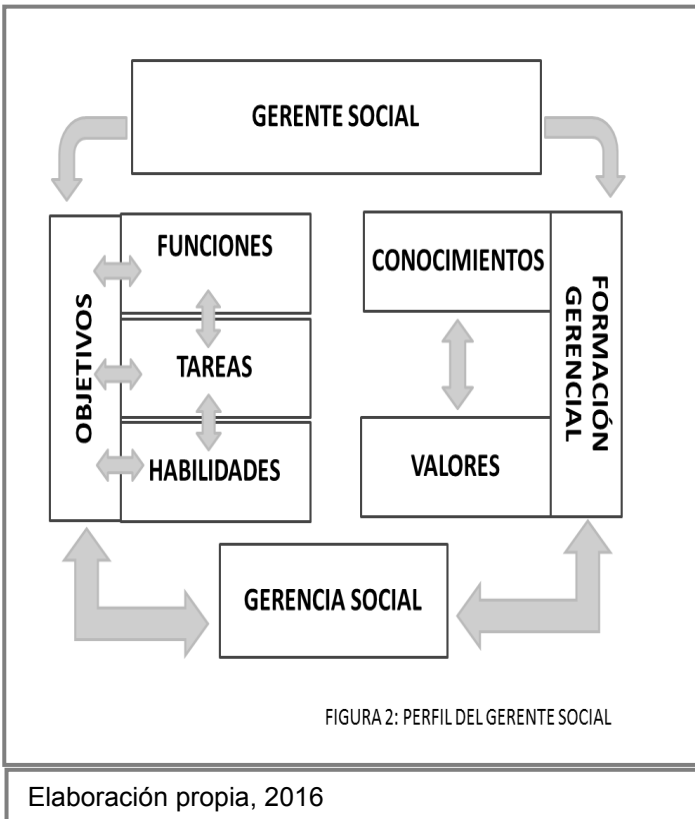 GERENTE SOCIAL
OBJETIVOS
FUNCIONES
TAREAS
HABILIDADES
CONOCIMIENTOS
VALORES
FORMACIÓN
GERENCIAL
GERENCIA SOCIAL
FIGURA 2: PERFIL DEL GERENTE SOCIAL
Elaboración propia, 2016